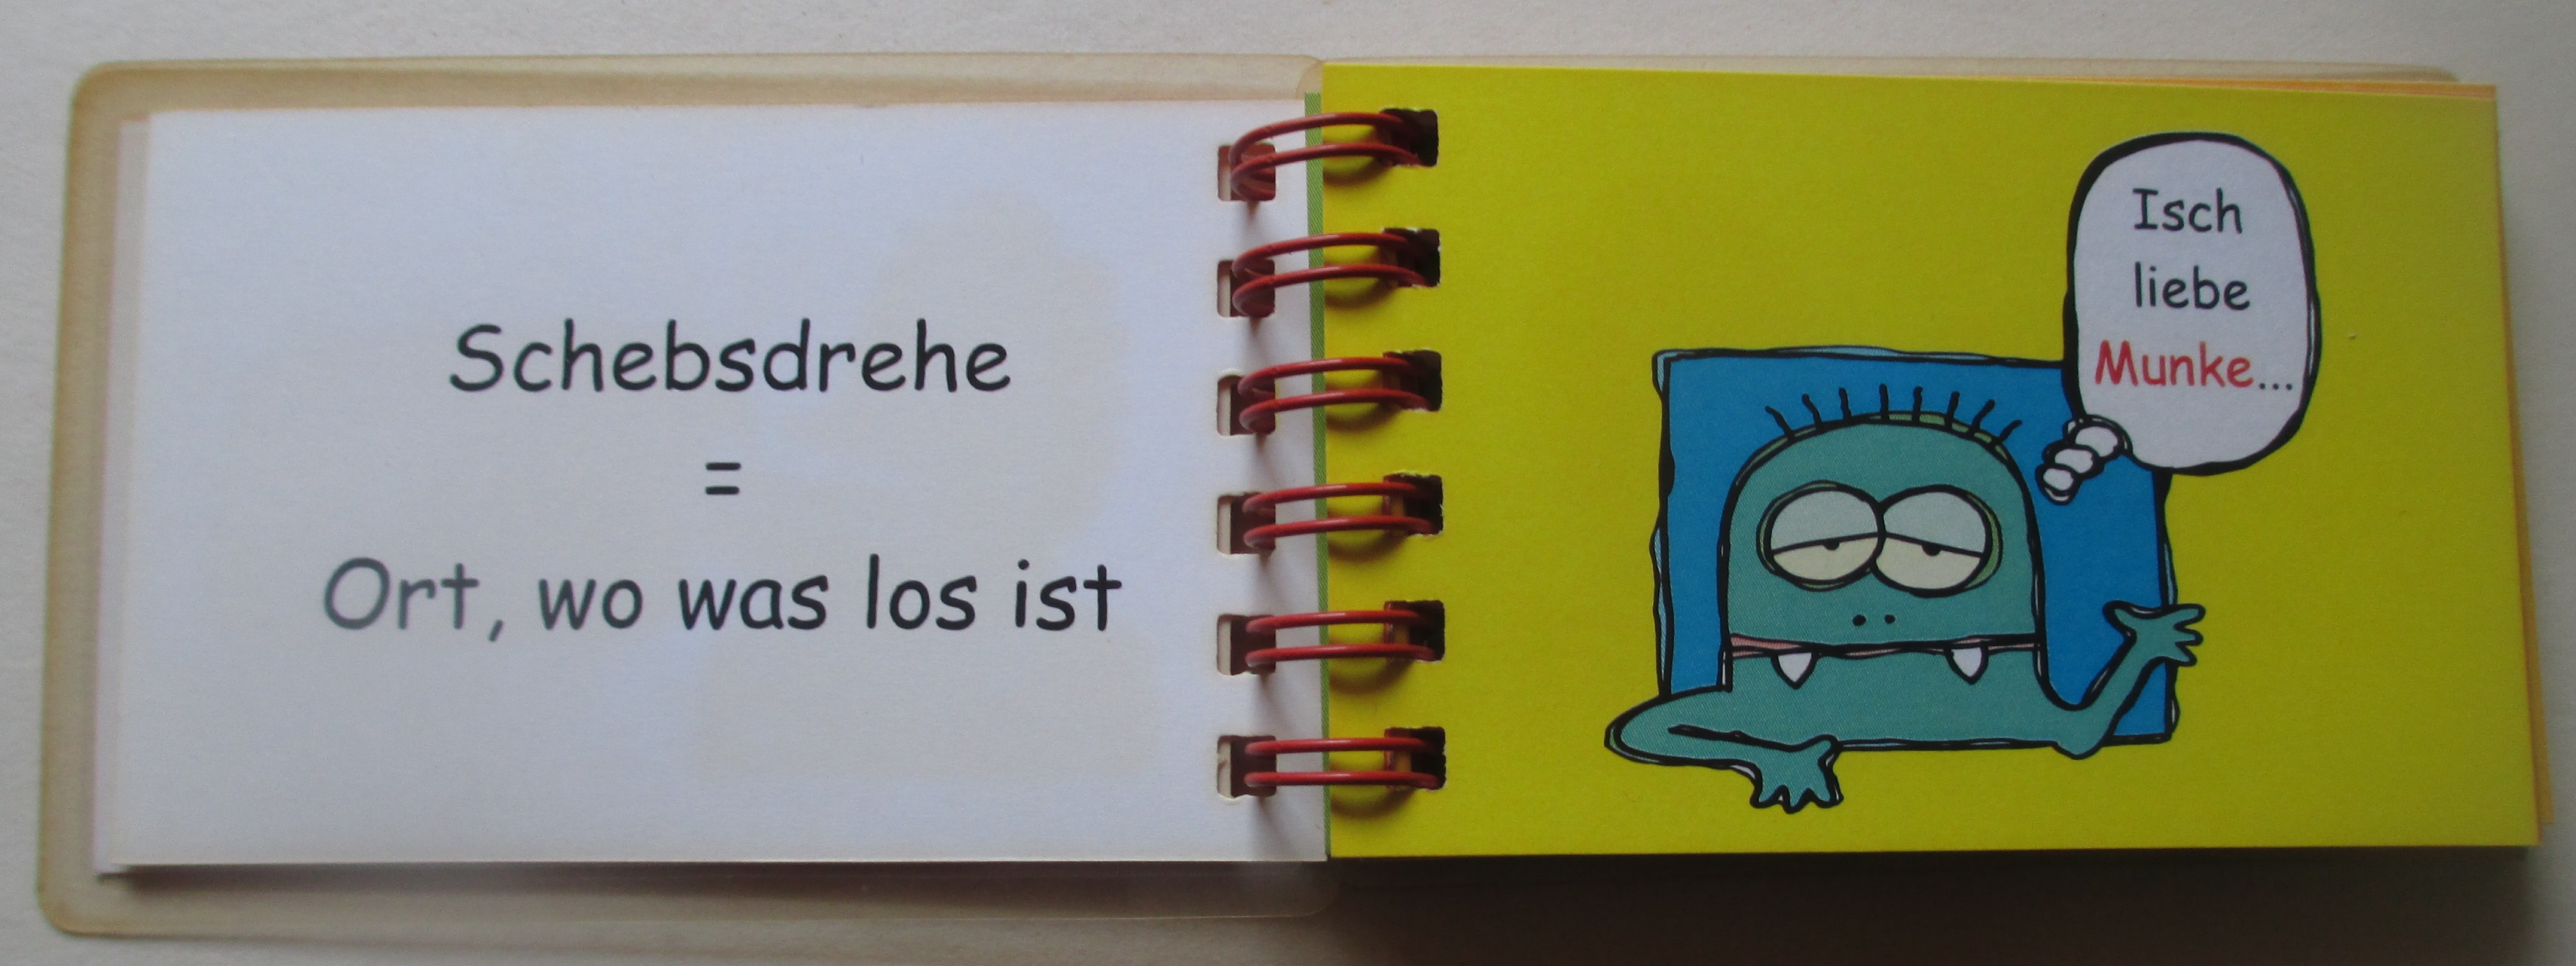 Schebsdrehe
=
Ort, wo was los ist
Isch
liebe
Munke...